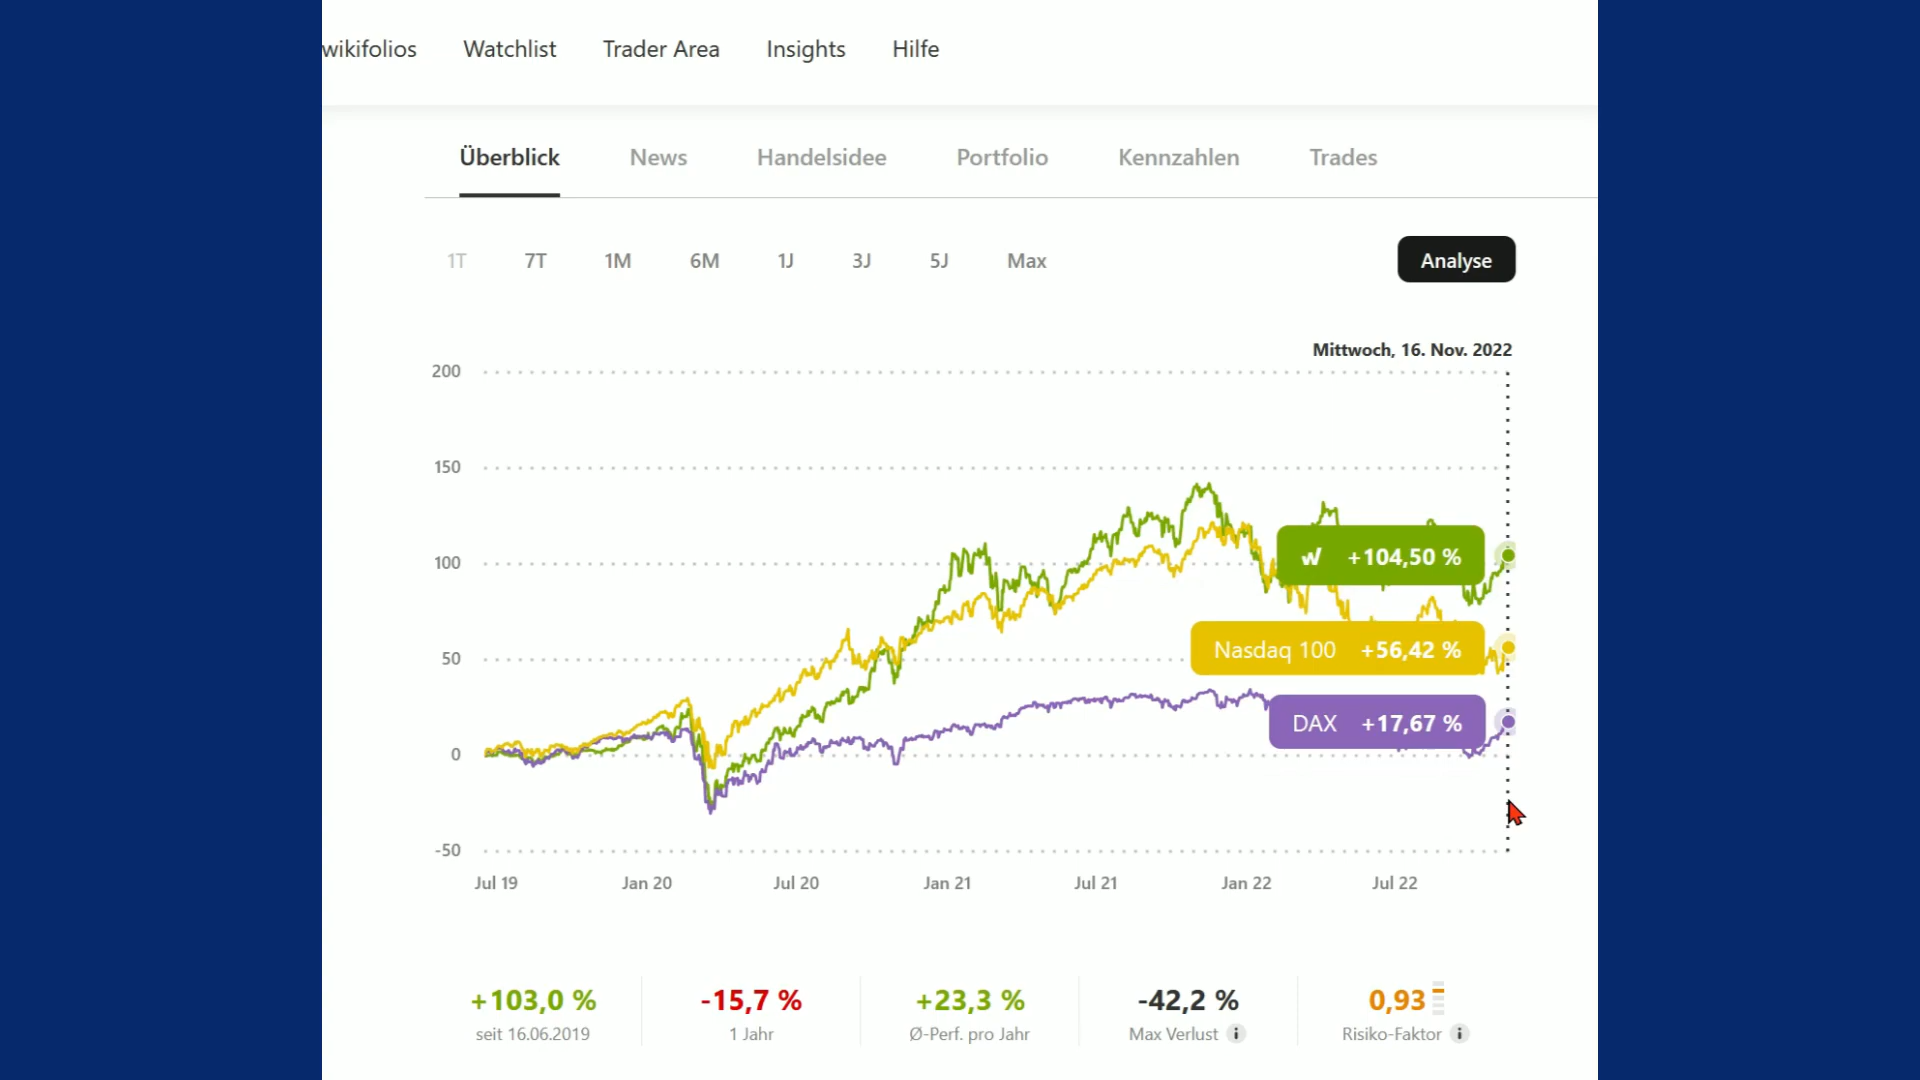 wikifolios Watchlist Trader Area Insights Hilfe
Überblick News Handelsidee Portfolio Kennzahlen Trades
1T 7T 1M 6M 1J 3J 5J Max Analyse
Mittwoch, 16. Nov. 2022
200
150
100
50
0
-50
+104,50 %
Nasdaq 100 +56,42 %
DAX +17,67 %
Jul 19 Jan 20 Jul 20 Jan 21 Jul 21 Jan 22 Jul 22
+103,0 % -15,7 % +23,3 % -42,2 % 0,93
seit 16.06.2019 1 Jahr Ø-Perf. pro Jahr Max Verlust i Risiko-Faktor i